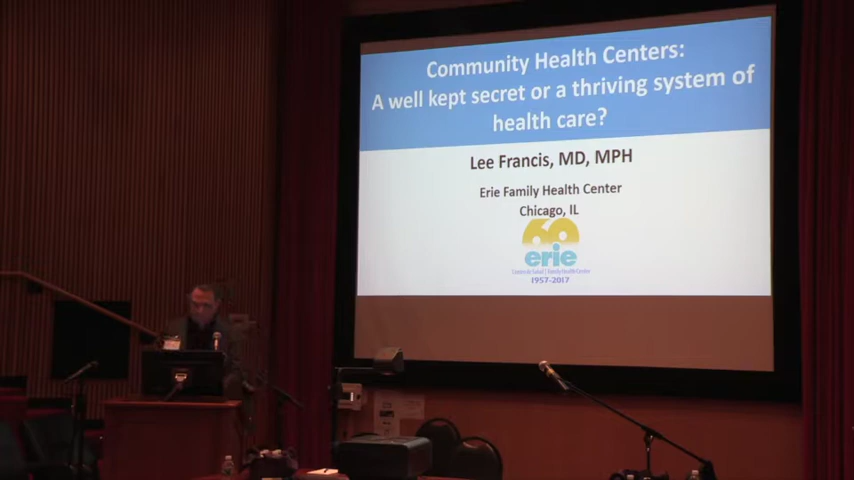 Community Health Centers:
A well kept secret or a thriving system of
health care?
Lee Francis, MD, MPH
Erie Family Health Center
Chicago, IL
60
erie
1957-2017